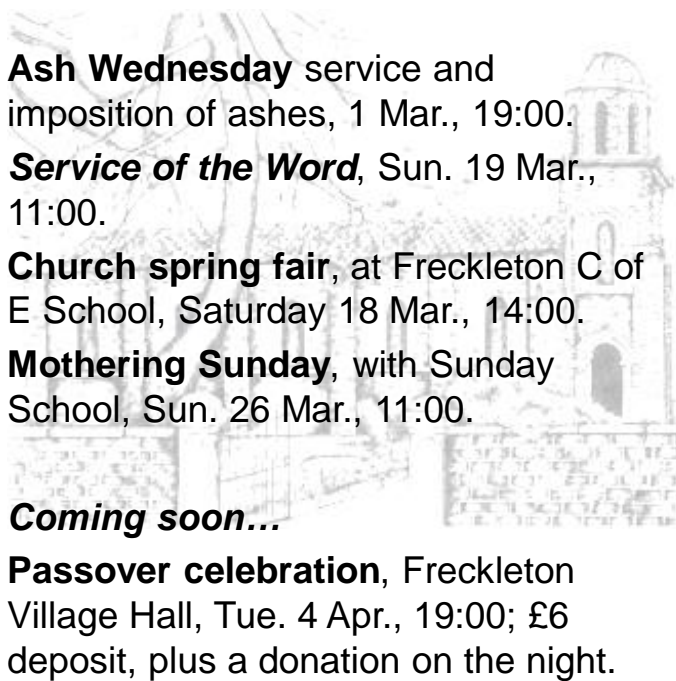 Ash Wednesday service and
imposition of ashes, 1 Mar., 19:00.
Service of the Word, Sun. 19 Mar.,
11:00.
Church spring fair, at Freckleton C of
E School, Saturday 18 Mar., 14:00.
Mothering Sunday, with Sunday
School, Sun. 26 Mar., 11:00.
Coming soon…
Passover celebration, Freckleton
Village Hall, Tue. 4 Apr., 19:00; £6
deposit, plus a donation on the night.